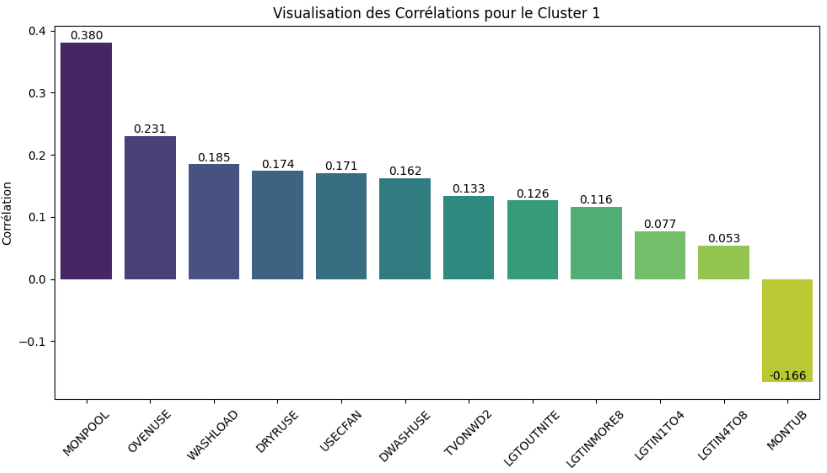 Visualisation des Corrélations pour le Cluster 1
Corrélation
0.4
0.3
0.2
0.1
0.0
−0.1
0.380
0.231
0.185
0.174
0.171
0.162
0.133
0.126
0.116
0.077
0.053
-0.166
MONPOOL
OVENUSE
WASHLOAD
DRYRUSE
USECFAN
DWASHUSE
TVONWD2
LGTOUTNITE
LGTINMORE8
LGTIN1TO4
LGTIN4TO8
MONTUB